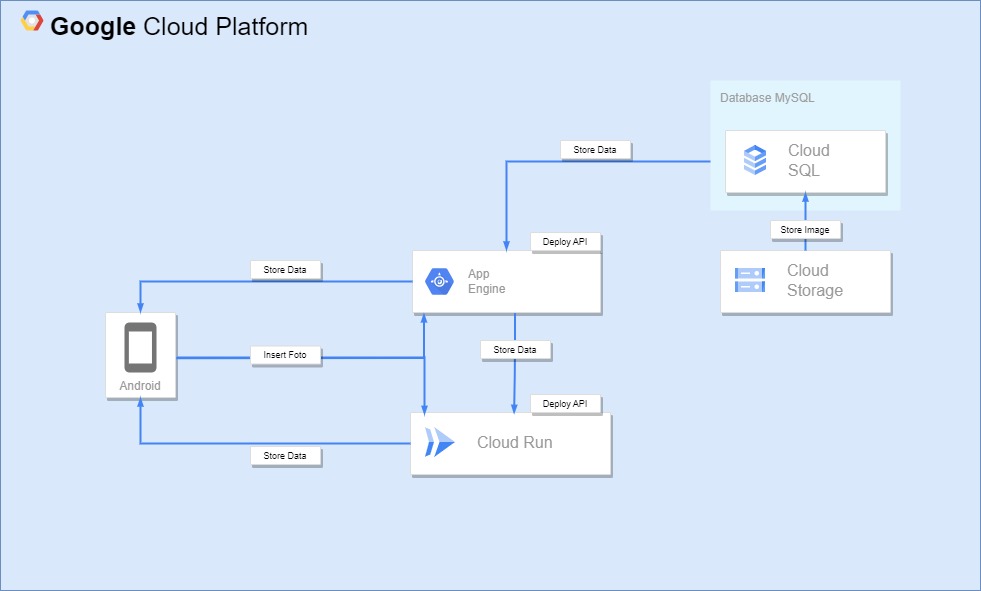 Google Cloud Platform
Database MySQL
Cloud
SQL
Store Data
Store Image
Deploy API
App
Engine
Cloud
Storage
Store Data
Insert Foto
Store Data
Android
Deploy API
Cloud Run
Store Data